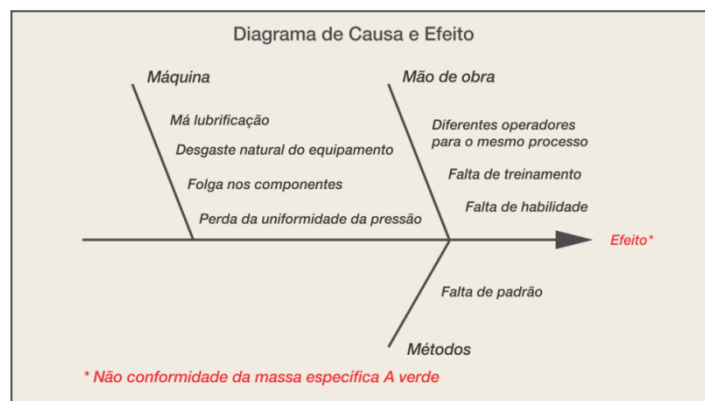 Diagrama de Causa e Efeito
Máquina
Má lubrificação
Desgaste natural do equipamento
Folga nos componentes
Perda da uniformidade da pressão
Mão de obra
Diferentes operadores
para o mesmo processo
Falta de treinamento
Falta de habilidade
Efeito*
Falta de padrão
Métodos
* Não conformidade da massa específica A verde